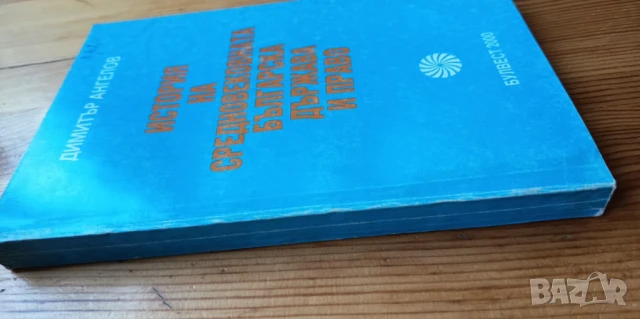 ДИМИТЪР АНГЕЛОВ
ИСТОРИЯ
НА
СРЕДНОВЕКОВНАТА
БЪЛГАРСКА
ДЪРЖАВА
И ПРАВО
БУЛВЕСТ 2000
BAZAR